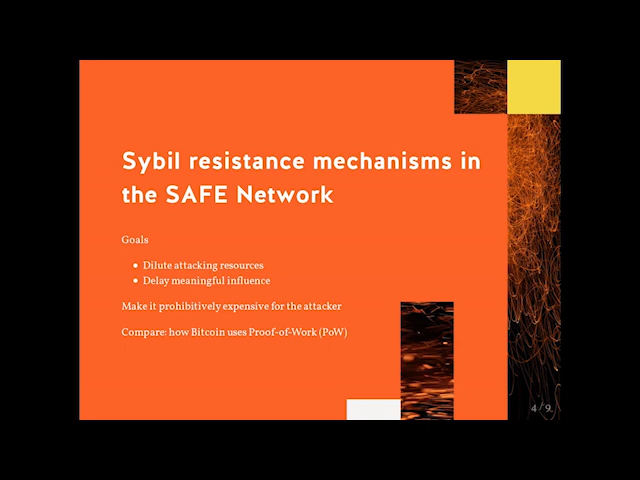 Sybil resistance mechanisms in
the SAFE Network
Goals
• Dilute attacking resources
• Delay meaningful influence
Make it prohibitively expensive for the attacker
Compare: how Bitcoin uses Proof-of-Work (PoW)
4 / 9